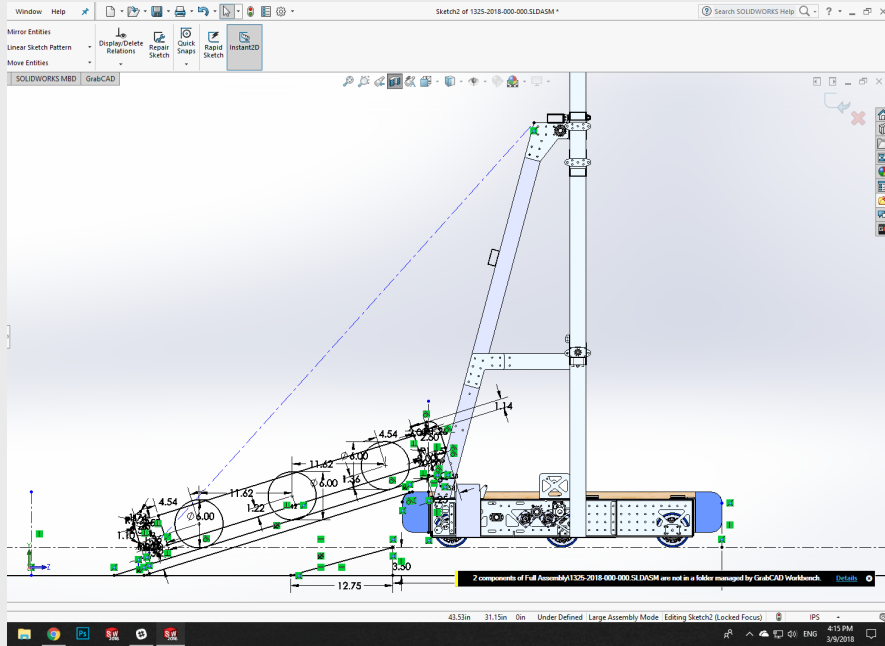 Window Help
Sketch2 of 1325-2018-000-000.SLDASM *
Search SOLIDWORKS Help
Mirror Entities
Linear Sketch Pattern
Move Entities
Display/Delete
Relations
Repair
Sketch
Quick
Snaps
Rapid
Sketch
Instant2D
SOLIDWORKS MBD GrabCAD
1.14
4.54
11.62
6.00
6.00
1.36
11.62
4.54
6.00
1.22
3.50
12.75
Z
2 components of Full Assembly\1325-2018-000-000.SLDASM are not in a folder managed by GrabCAD Workbench. Details
43.53in 31.15in 0in Under Defined Large Assembly Mode Editing Sketch2 (Locked Focus) IPS
ENG
4:15 PM
3/9/2018